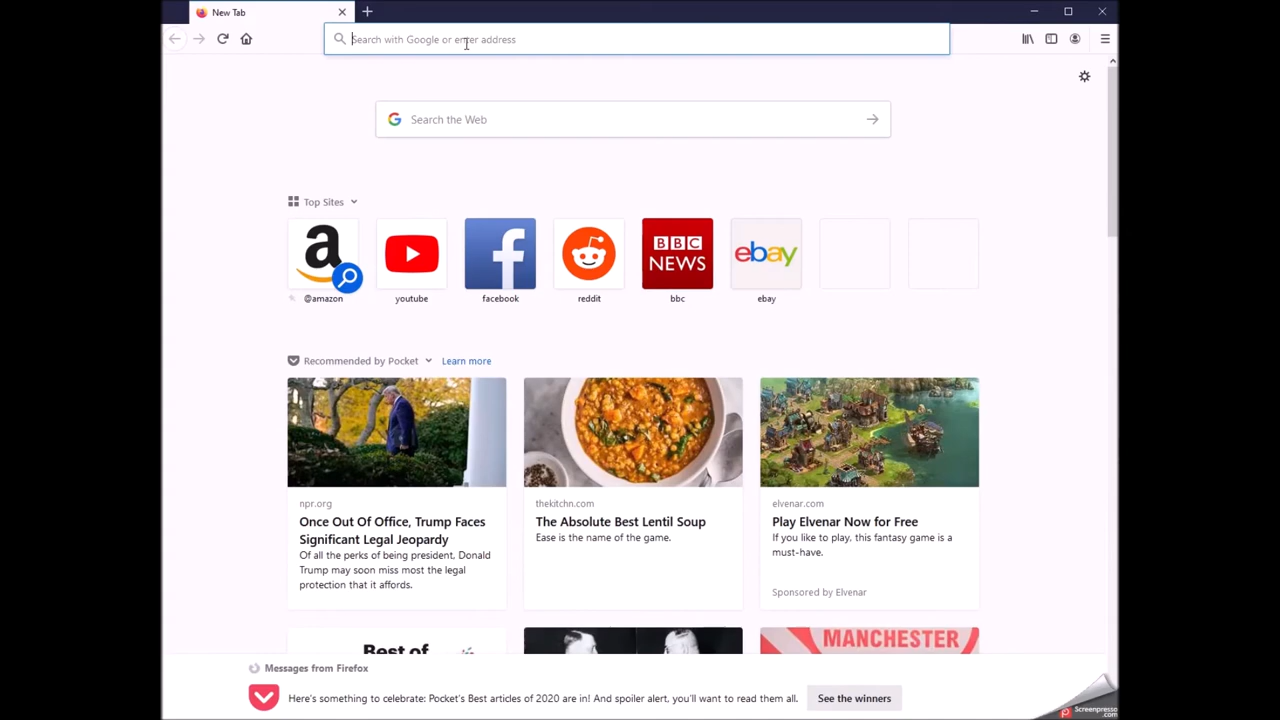 New Tab
Search with Google or enter address
Search the Web
Top Sites
a
f
BBC
NEWS
ebay
@amazon
youtube
facebook
reddit
bbc
ebay
Recommended by Pocket
Learn more
npr.org
Once Out Of Office, Trump Faces
Significant Legal Jeopardy
Of all the perks of being president, Donald
Trump may soon miss most the legal
protection that it affords.
thekitchn.com
The Absolute Best Lentil Soup
Ease is the name of the game.
elvenar.com
Play Elvenar Now for Free
If you like to play, this fantasy game is a
must-have.
Sponsored by Elvenar
Best of
MANCHESTER
Messages from Firefox
Here's something to celebrate: Pocket's Best articles of 2020 are in! And spoiler alert, you'll want to read them all.
See the winners
Screenpresso
.com